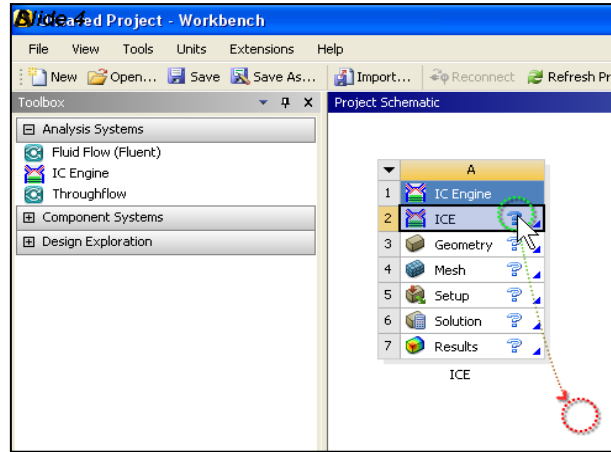 Slide 4
Unsaved Project - Workbench
File View Tools Units Extensions Help
New Open... Save Save As... Import... Reconnect Refresh Pr
Toolbox
Project Schematic
Analysis Systems
Fluid Flow (Fluent)
IC Engine
Throughflow
Component Systems
Design Exploration
A
1 IC Engine
2 ICE
3 Geometry
4 Mesh
5 Setup
6 Solution
7 Results
ICE